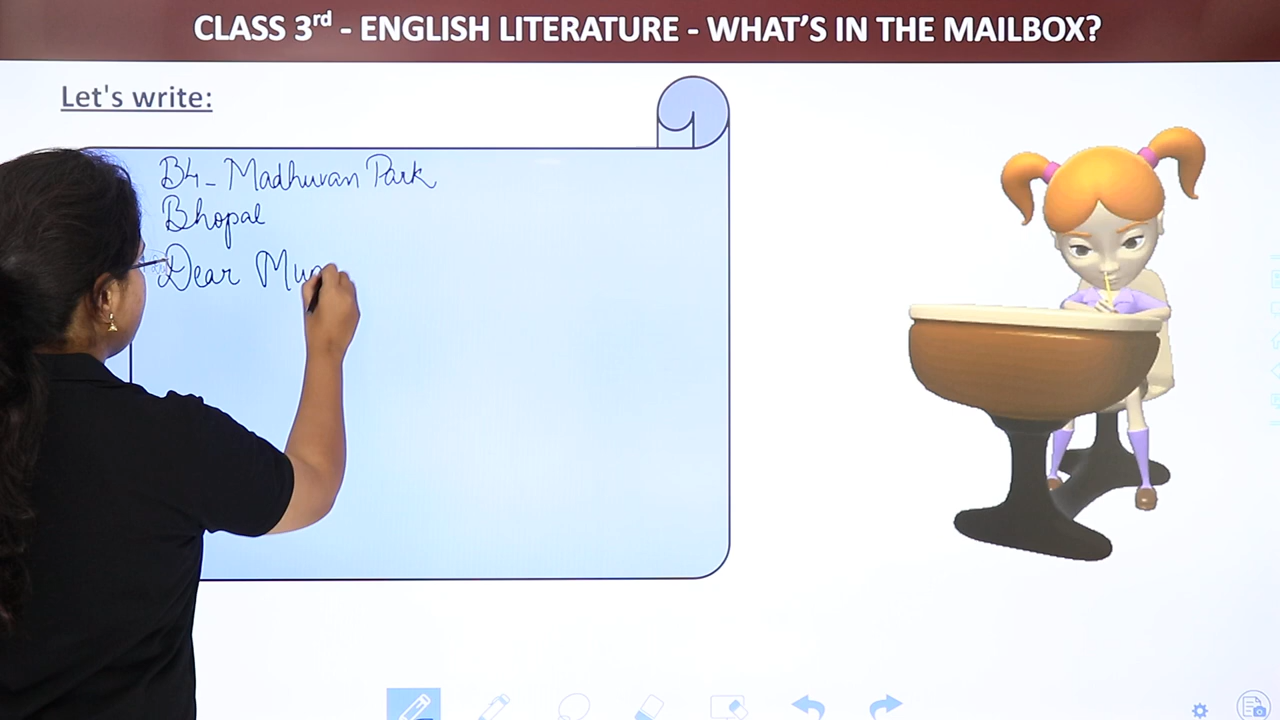 CLASS 3rd - ENGLISH LITERATURE - WHAT'S IN THE MAILBOX?
Let's write:
B4 - Madhuvan Park
Bhopal
Dear